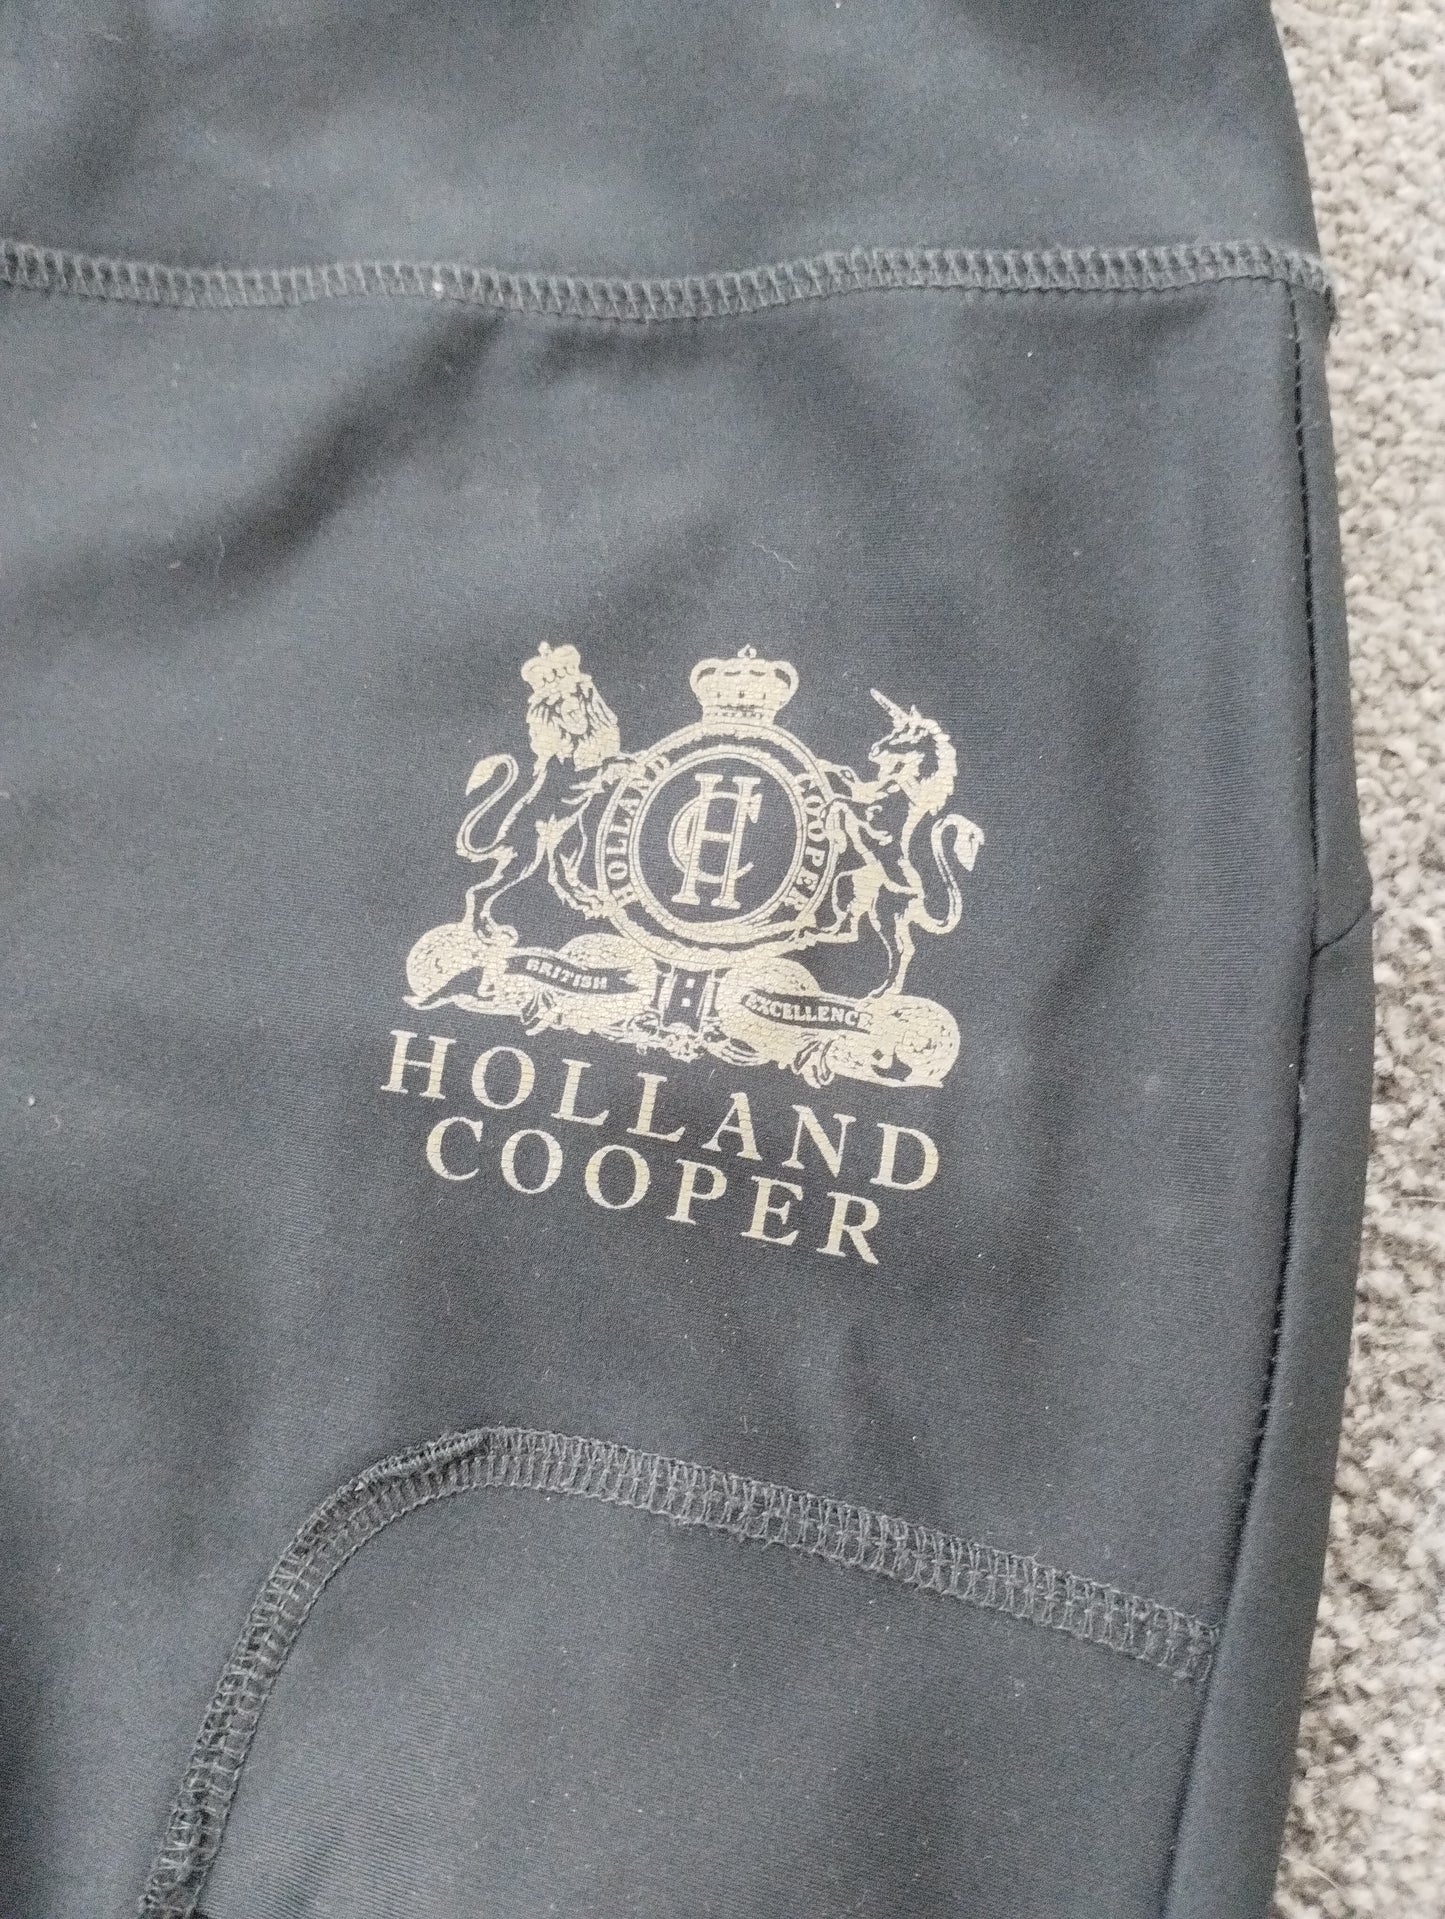 HOLLAND COOPER
HC
BRITISH EXCELLENCE
HOLLAND
COOPER